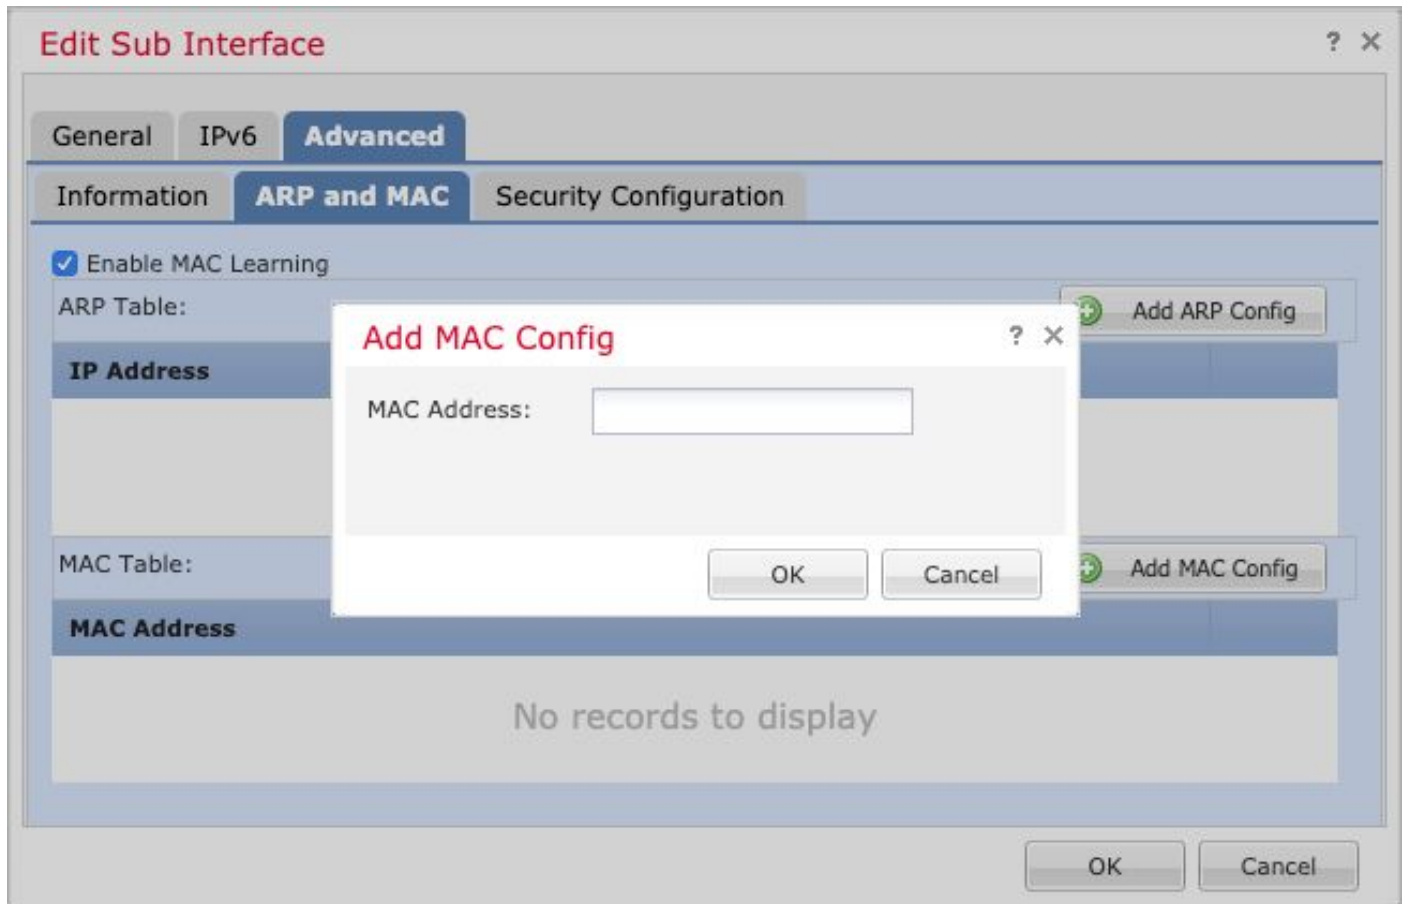 Edit Sub Interface ? ×
General IPv6 Advanced
Information ARP and MAC Security Configuration
Enable MAC Learning
ARP Table: Add ARP Config
Add MAC Config ? ×
IP Address
MAC Address:
OK Cancel
MAC Table: Add MAC Config
MAC Address
No records to display
OK Cancel